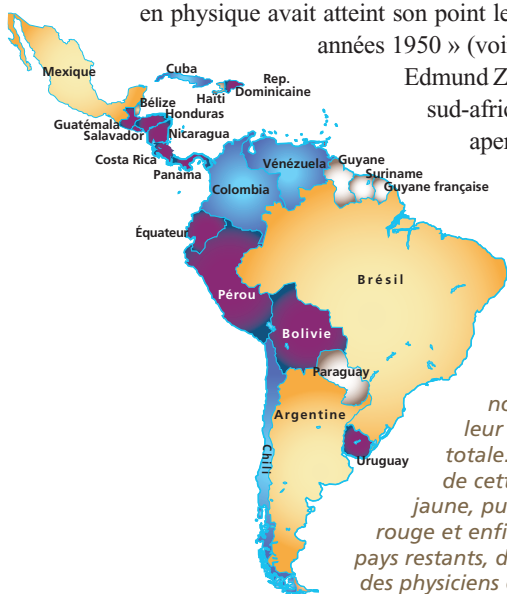 en physique avait atteint son point le
années 1950 » (voi
Edmund Z
sud-afric
aper
Mexique
Cuba
Rep.
Dominicaine
Haïti
Bélize
Honduras
Guatémala
Salavador
Nicaragua
Costa Rica
Panama
Vénézuela
Guyane
Suriname
Guyane française
Colombia
Équateur
Brésil
Pérou
Bolivie
Paraguay
Argentine
Chili
Uruguay
no
leur
totale.
de cett
jaune, pu
rouge et enfi
pays restants, d
des physiciens